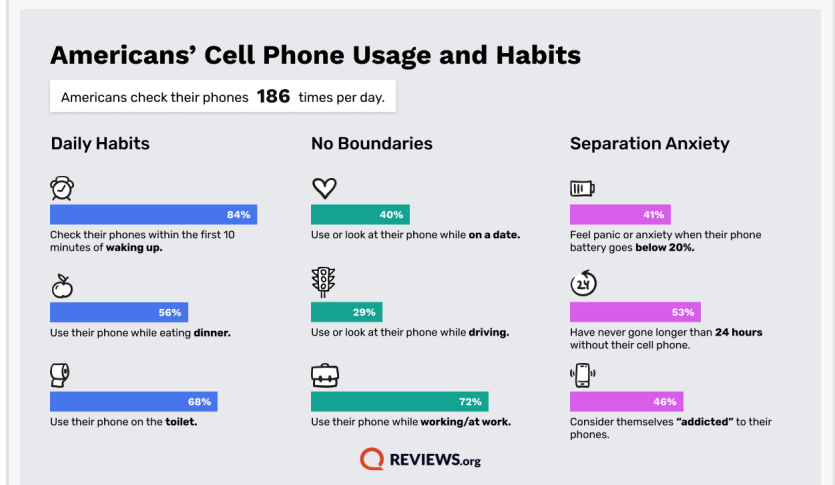 Americans’ Cell Phone Usage and Habits
Americans check their phones 186 times per day.
Daily Habits
84%
Check their phones within the first 10
minutes of waking up.
56%
Use their phone while eating dinner.
68%
Use their phone on the toilet.
No Boundaries
40%
Use or look at their phone while on a date.
29%
Use or look at their phone while driving.
72%
Use their phone while working/at work.
Separation Anxiety
41%
Feel panic or anxiety when their phone
battery goes below 20%.
24
53%
Have never gone longer than 24 hours
without their cell phone.
46%
Consider themselves “addicted” to their
phones.
REVIEWS.org